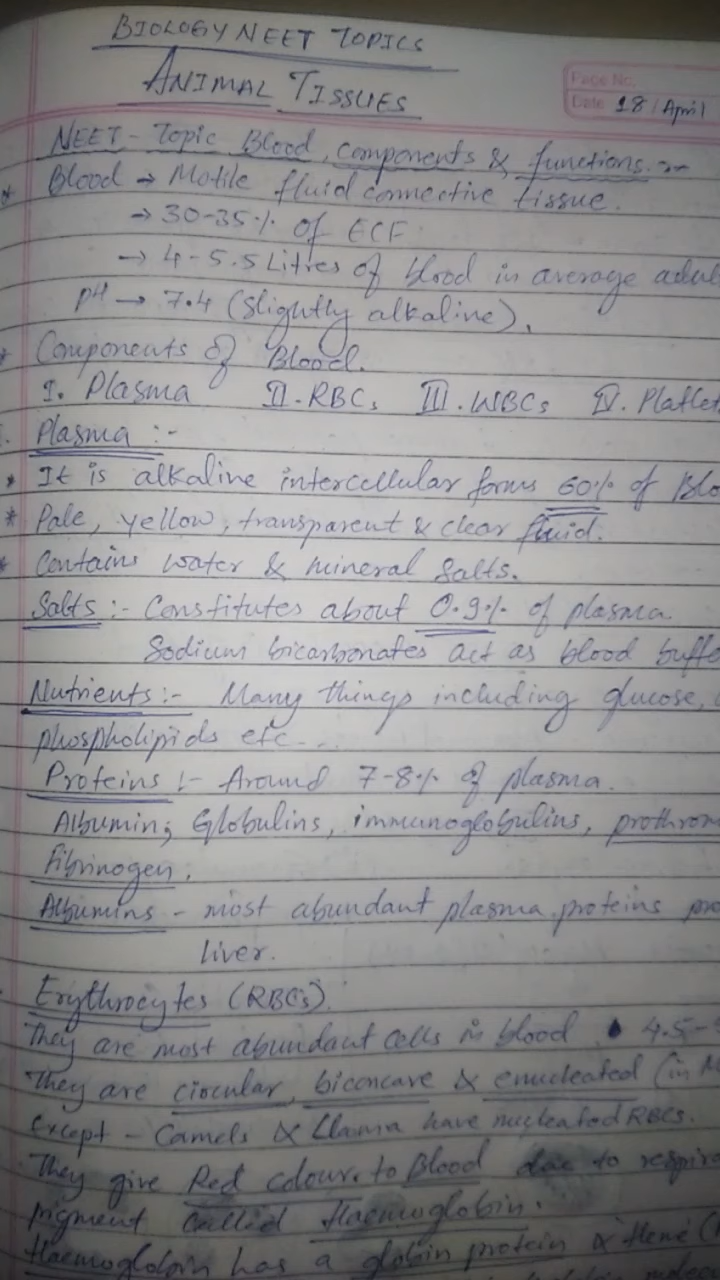 BIOLOGY NEET TOPICS
ANIMAL TISSUES
Page No.
Date 18/April
NEET - Topic Blood, components & functions :-
* Blood → Motile fluid connective tissue.
→ 30-35% of ECF
→ 4-5.5 Litres of blood in average adul
pH → 7.4 (slightly alkaline).
* Components of Blood.
I. Plasma II. RBCs III. WBCs IV. Platlet
I. Plasma :-
* It is alkaline intercellular forms 60% of Blo
* Pale, yellow, transparent & clear fluid.
* Contains water & mineral salts.
Salts :- Constitutes about 0.9% of plasma.
Sodium bicarbonates act as blood buffe
Nutrients :- Many things including glucose,
phospholipids etc...
Proteins :- Around 7-8% of plasma.
Albumin; Globulins, immunoglobulins, prothrom
Fibrinogen;
Albumins - most abundant plasma proteins pro
liver.
Erythrocytes (RBCs)
They are most abundant cells in blood 4.5-
They are circular, biconcave & enucleated (in
Except - Camels & Llama have nucleated RBCs.
They give Red colour to Blood due to respir
pigment called Haemoglobin.
Haemoglobin has a globin protein &